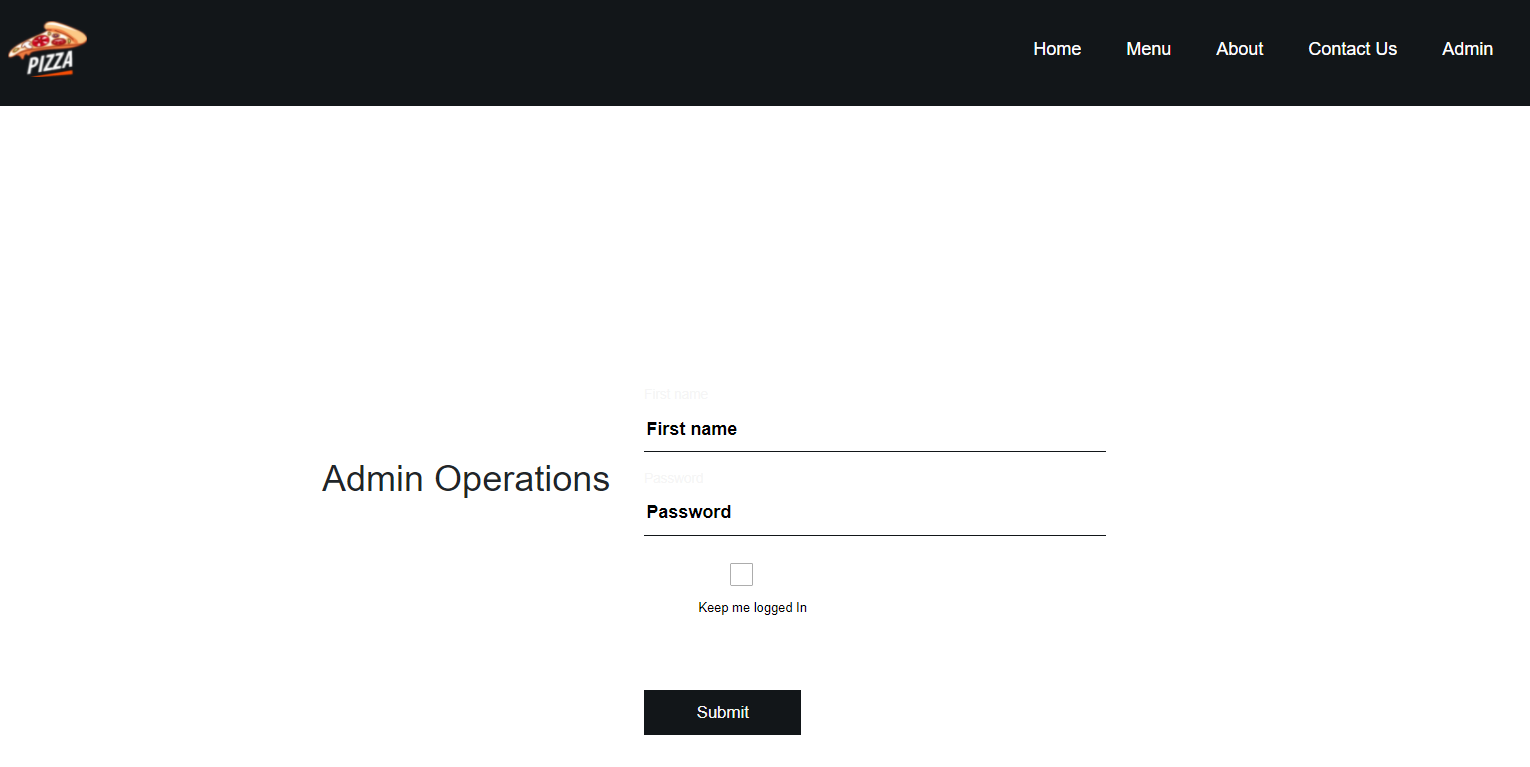 PIZZA
Home Menu About Contact Us Admin
First name
First name
Admin Operations
Password
Password
Keep me logged In
Submit